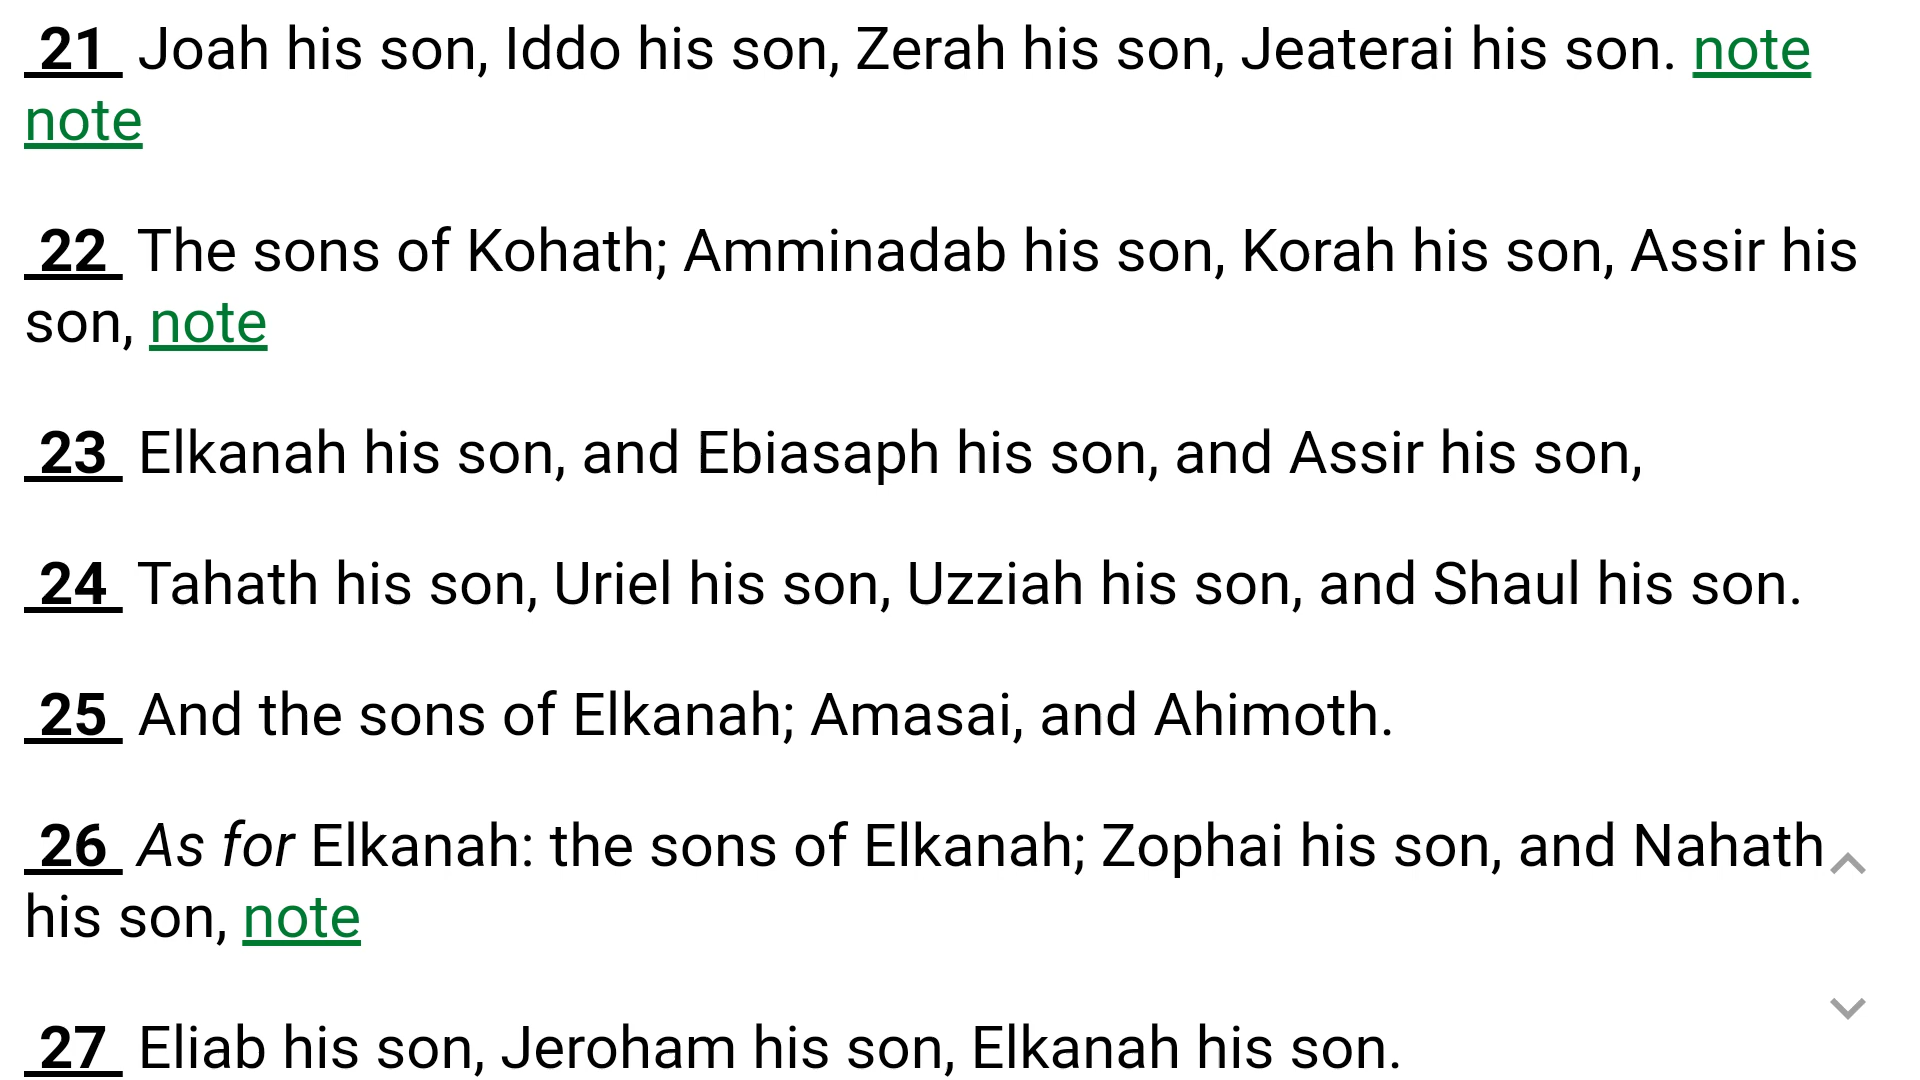 21 Joah his son, Iddo his son, Zerah his son, Jeaterai his son. note
note
22 The sons of Kohath; Amminadab his son, Korah his son, Assir his
son, note
23 Elkanah his son, and Ebiasaph his son, and Assir his son,
24 Tahath his son, Uriel his son, Uzziah his son, and Shaul his son.
25 And the sons of Elkanah; Amasai, and Ahimoth.
26 As for Elkanah: the sons of Elkanah; Zophai his son, and Nahath
his son, note
27 Eliab his son, Jeroham his son, Elkanah his son.